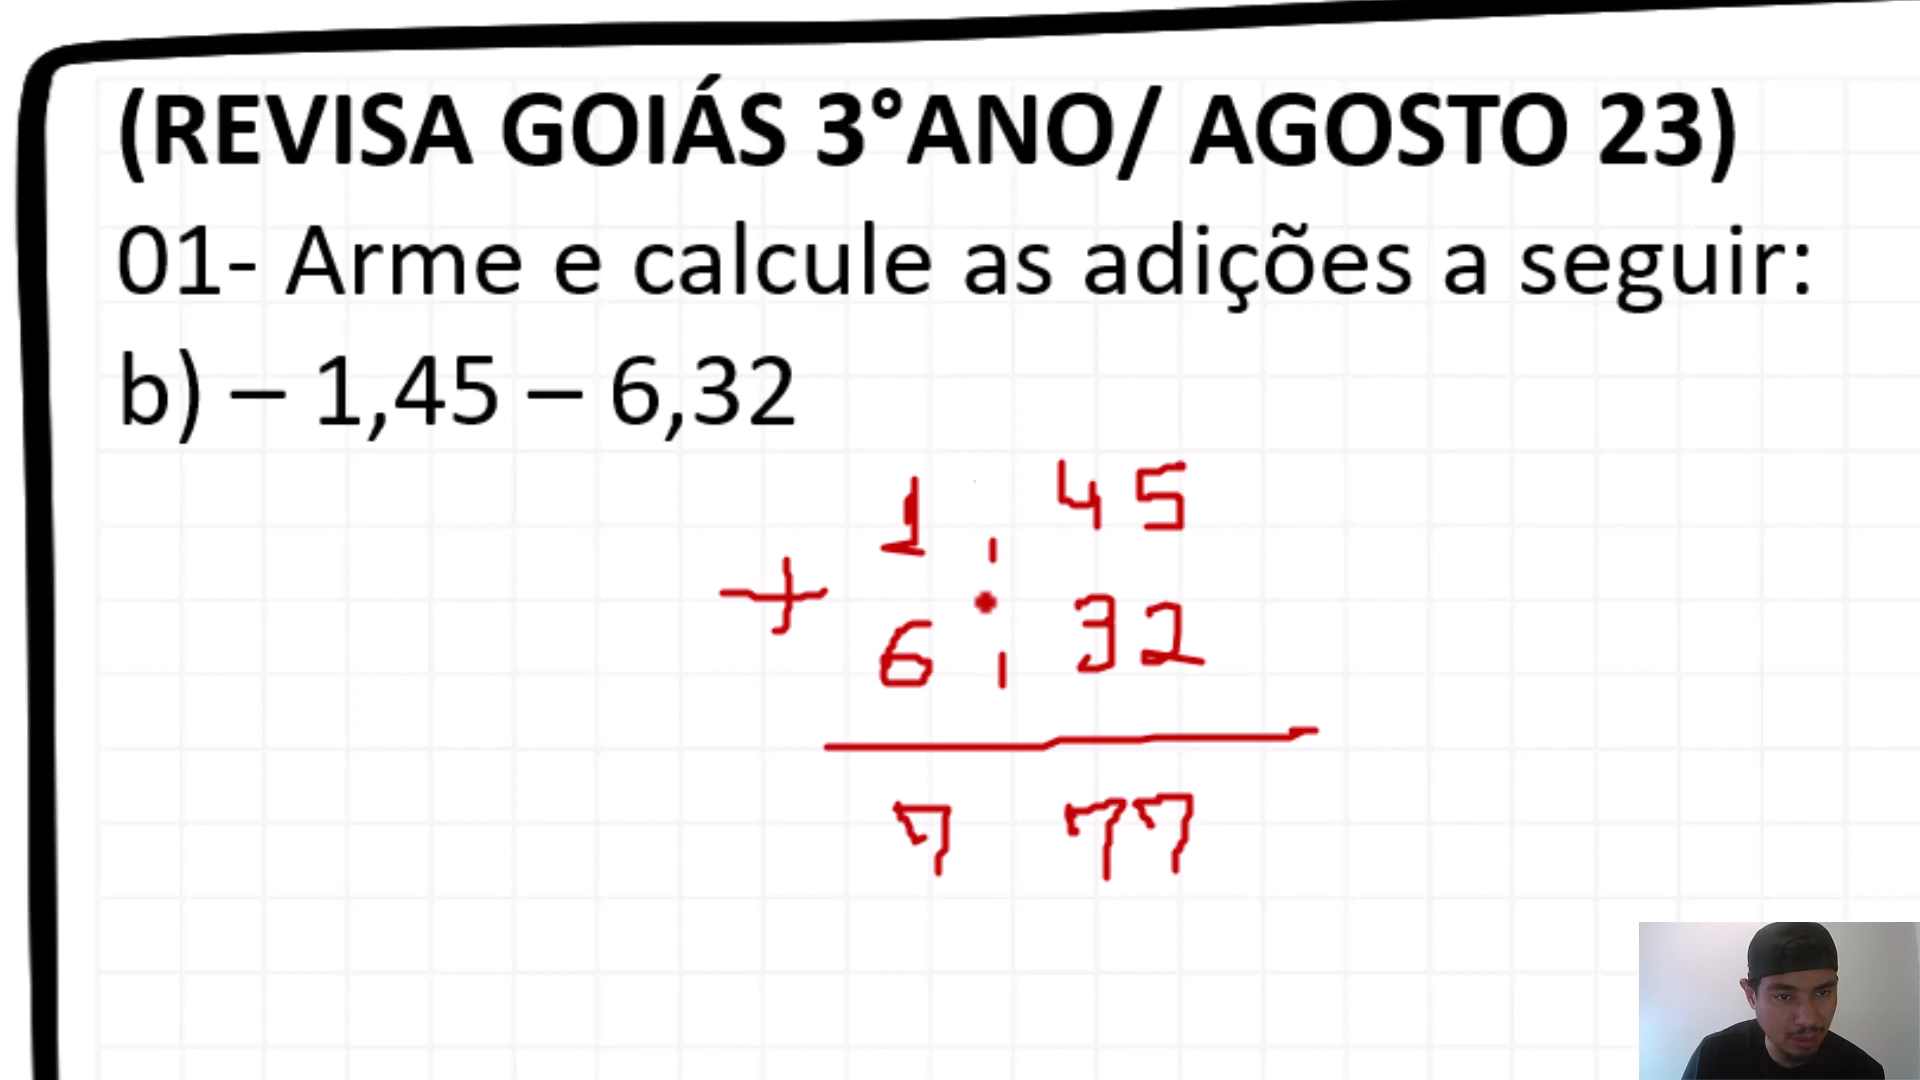 (REVISA GOIÁS 3°ANO/ AGOSTO 23)
01- Arme e calcule as adições a seguir:
b) – 1,45 – 6,32
1,45
+
6,32
7 77